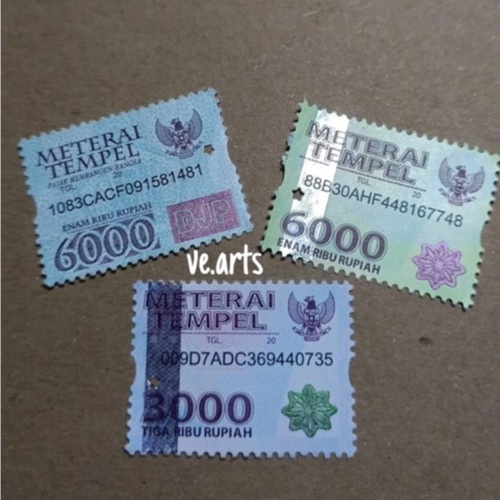 METERAI
TEMPEL
PAJAK MEMBANGUN BANGSA
TGL. 20
1083CACF091581481
ENAM RIBU RUPIAH
6000
DJP
METERAI
TEMPEL
TGL. 20
88B30AHF448167748
6000
ENAM RIBU RUPIAH
ve.arts
METERAI
TEMPEL
TGL. 20
009D7ADC369440735
3000
TIGA RIBU RUPIAH